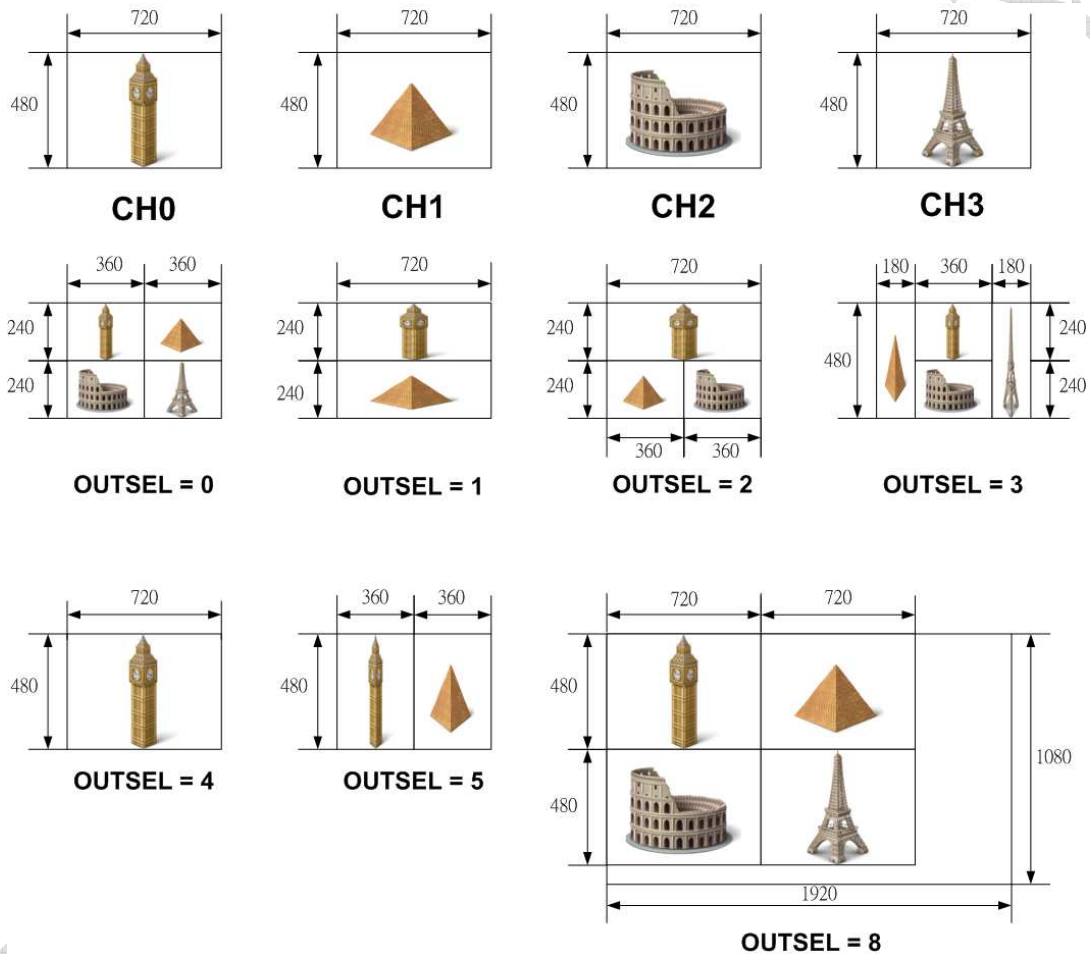 720 720 720 720
480 480 480 480
CH0 CH1 CH2 CH3
360 360 720 720 180 360 180
240 240 240 480 240
240 240 240 240
360 360
OUTSEL = 0 OUTSEL = 1 OUTSEL = 2 OUTSEL = 3
720 360 360 720 720
480 480 480
OUTSEL = 4 OUTSEL = 5
480 1080
1920
OUTSEL = 8